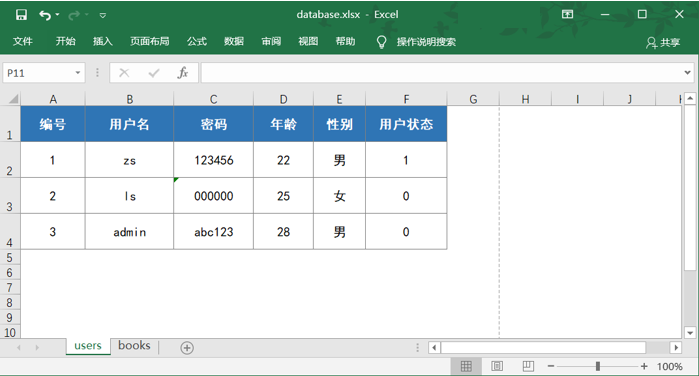 database.xlsx - Excel
文件 开始 插入 页面布局 公式 数据 审阅 视图 帮助 操作说明搜索 共享
P11 fx
A B C D E F G H I J K
1 编号 用户名 密码 年龄 性别 用户状态
2 1 zs 123456 22 男 1
3 2 ls 000000 25 女 0
4 3 admin abc123 28 男 0
5
6
7
8
9
10
users books
100%